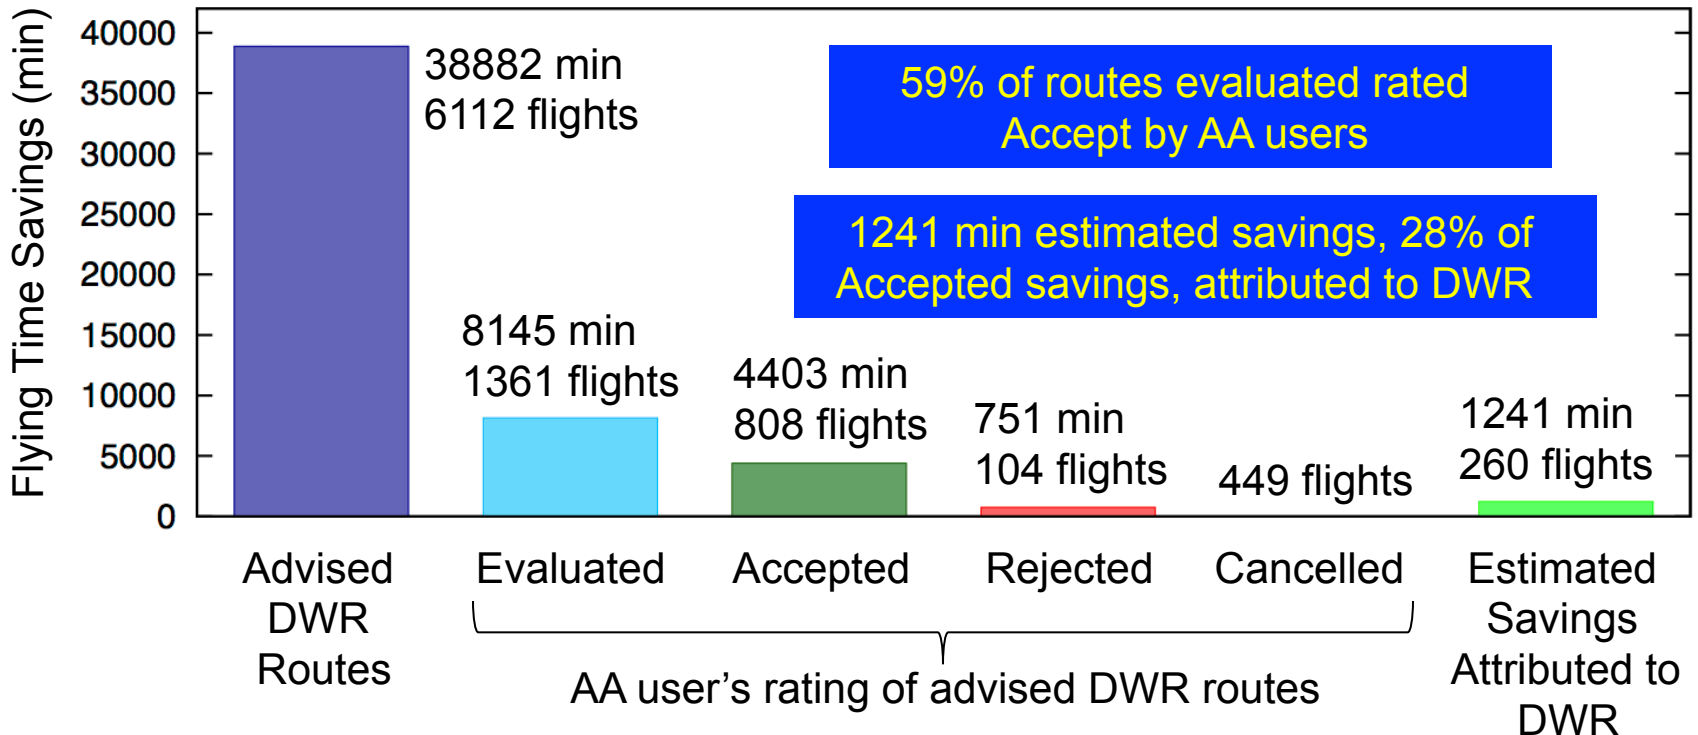 Flying Time Savings (min)
40000
35000
30000
25000
20000
15000
10000
5000
0
38882 min
6112 flights
59% of routes evaluated rated
Accept by AA users
1241 min estimated savings, 28% of
Accepted savings, attributed to DWR
8145 min
1361 flights
4403 min
808 flights
751 min
104 flights
449 flights
1241 min
260 flights
Advised
DWR
Routes
Evaluated
Accepted
Rejected
Cancelled
Estimated
Savings
Attributed to
DWR
AA user’s rating of advised DWR routes